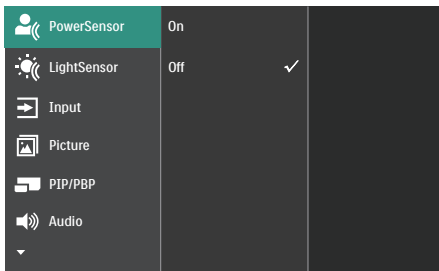 PowerSensor On
LightSensor Off
Input
Picture
PIP/PBP
Audio